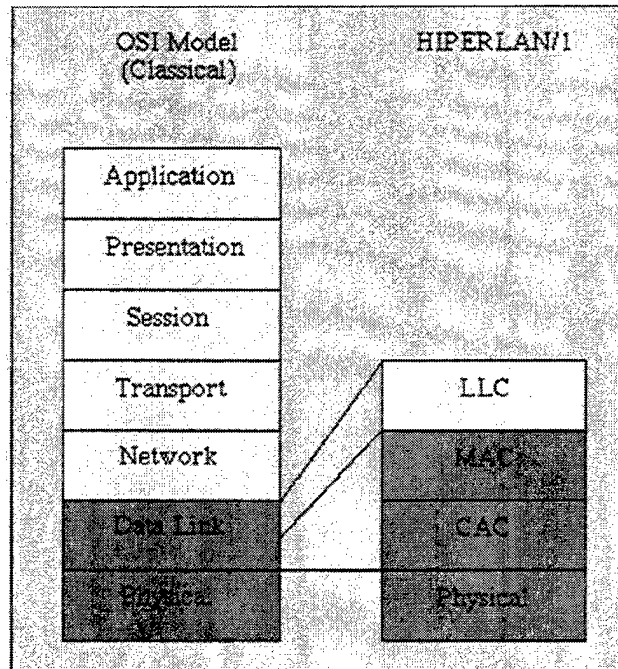 OSI Model
(Classical)
HIPERLAN/1
Application
Presentation
Session
Transport
Network
Data Link
Physical
LLC
MAC
CAC
Physical